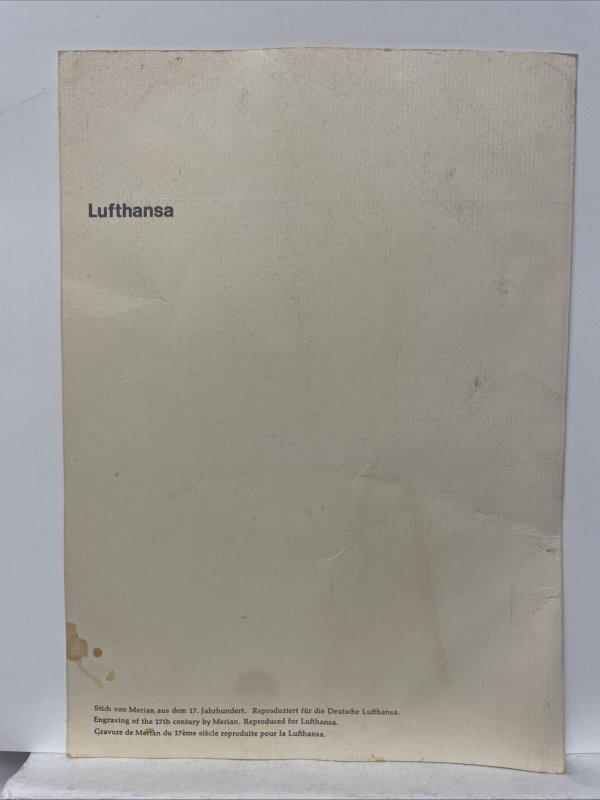 Lufthansa
Stich von Merian aus dem 17. Jahrhundert. Reproduziert für die Deutsche Lufthansa.
Engraving of the 17th century by Merian. Reproduced for Lufthansa.
Gravure de Merian du 17ème siècle reproduite pour la Lufthansa.